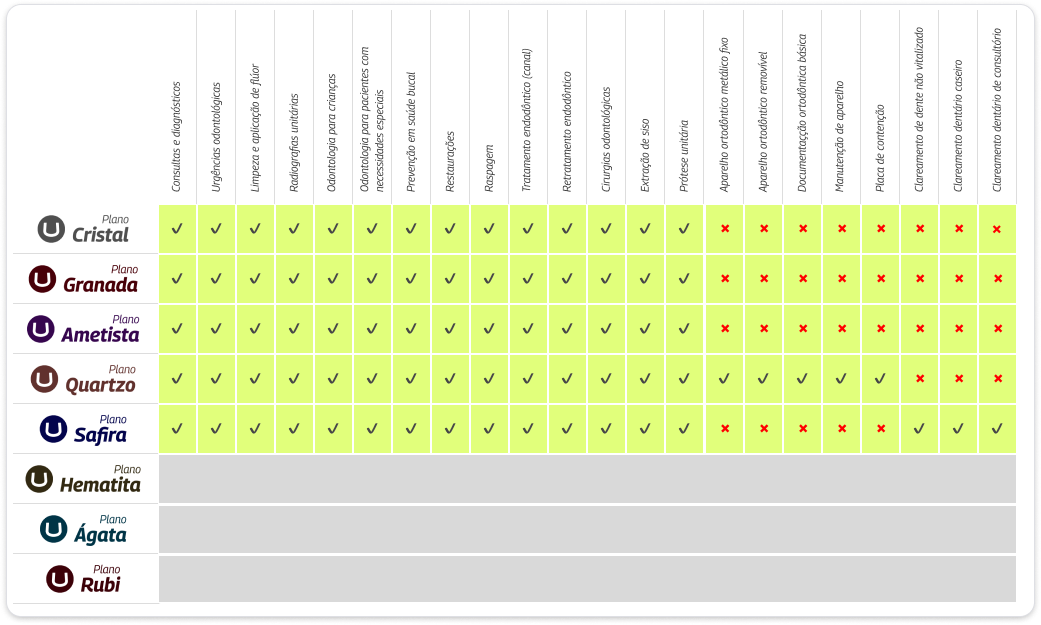 Consultas e diagnósticos
Urgências odontológicas
Limpeza e aplicação de flúor
Radiografias unitárias
Odontologia para crianças
Odontologia para pacientes com
necessidades especiais
Prevenção em saúde bucal
Restaurações
Raspagem
Tratamento endodôntico (canal)
Retratamento endodôntico
Cirurgias odontológicas
Extração de siso
Prótese unitária
Aparelho ortodôntico metálico fixo
Aparelho ortodôntico removível
Documentaçção ortodôntica básica
Manutenção de aparelho
Placa de contenção
Clareamento de dente não vitalizado
Clareamento dentário caseiro
Clareamento dentário de consultório
Plano
Cristal
Plano
Granada
Plano
Ametista
Plano
Quartzo
Plano
Safira
Plano
Hematita
Plano
Ágata
Plano
Rubi